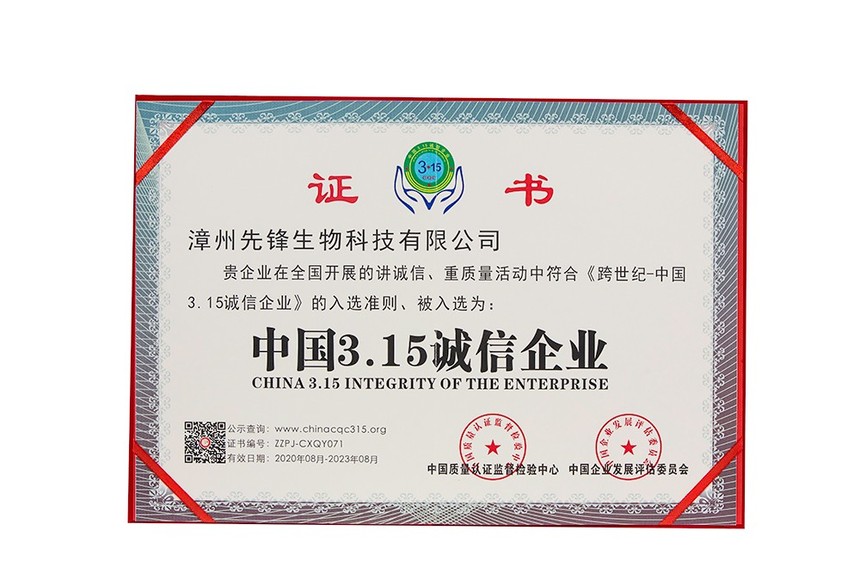 3·15
证 书
漳州先锋生物科技有限公司
贵企业在全国开展的讲诚信、重质量活动中符合《跨世纪-中国
3.15诚信企业》的入选准则、被入选为：
中国3.15诚信企业
CHINA 3.15 INTEGRITY OF THE ENTERPRISE
公示查询：www.chinacqc315.org
证书编号：ZZPJ-CXQY071
有效日期：2020年08月-2023年08月
中国质量认证监督检验中心 中国企业发展评估委员会